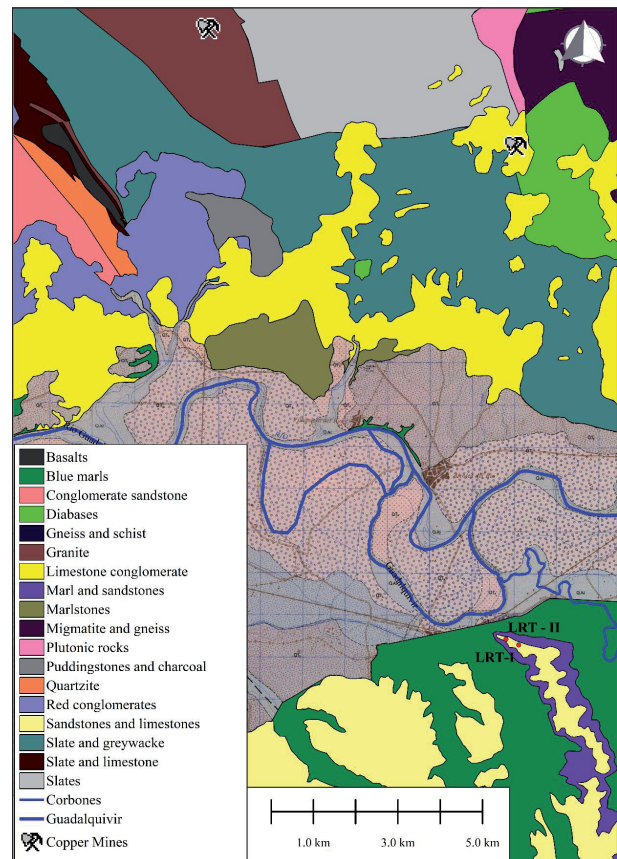 LRT - II
LRT-I
Basalts
Blue marls
Conglomerate sandstone
Diabases
Gneiss and schist
Granite
Limestone conglomerate
Marl and sandstones
Marlstones
Migmatite and gneiss
Plutonic rocks
Puddingstones and charcoal
Quartzite
Red conglomerates
Sandstones and limestones
Slate and greywacke
Slate and limestone
Slates
Corbones
Guadalquivir
Copper Mines
Guadalquivir
1.0 km 3.0 km 5.0 km